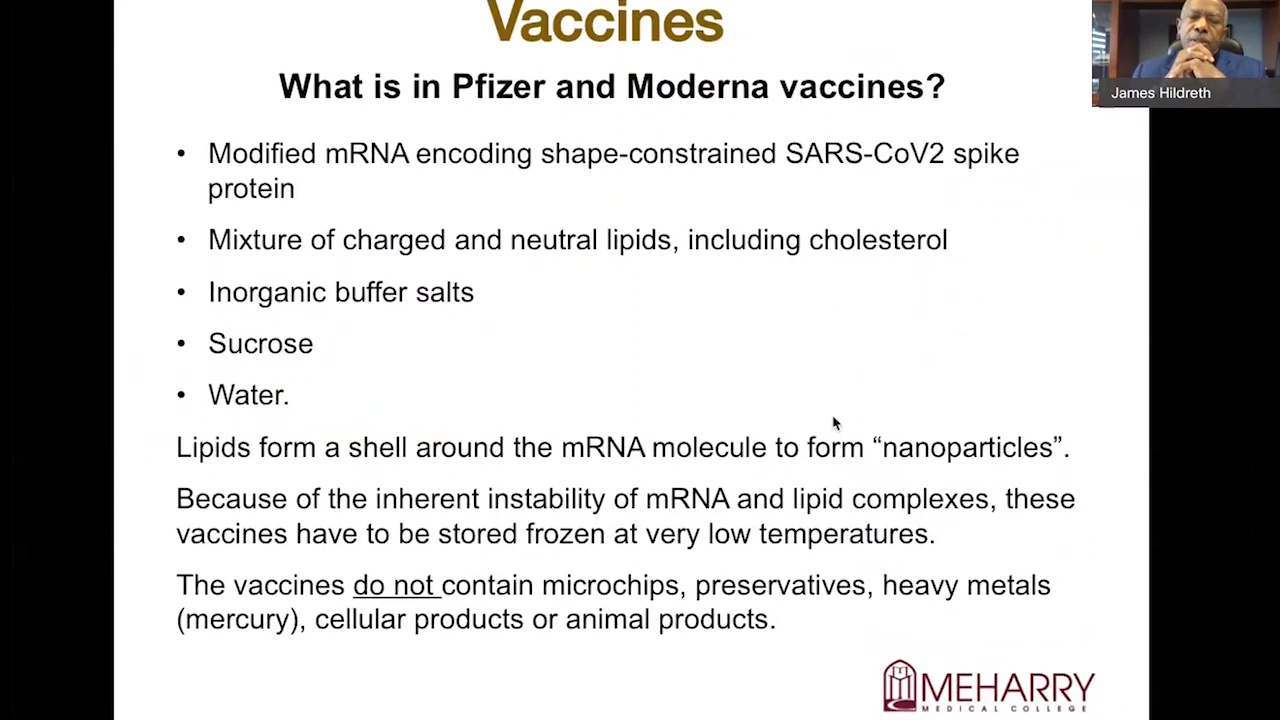 Vaccines
James Hildreth
What is in Pfizer and Moderna vaccines?
• Modified mRNA encoding shape-constrained SARS-CoV2 spike
protein
• Mixture of charged and neutral lipids, including cholesterol
• Inorganic buffer salts
• Sucrose
• Water.
Lipids form a shell around the mRNA molecule to form “nanoparticles”.
Because of the inherent instability of mRNA and lipid complexes, these
vaccines have to be stored frozen at very low temperatures.
The vaccines do not contain microchips, preservatives, heavy metals
(mercury), cellular products or animal products.
MEHARRY
MEDICAL COLLEGE